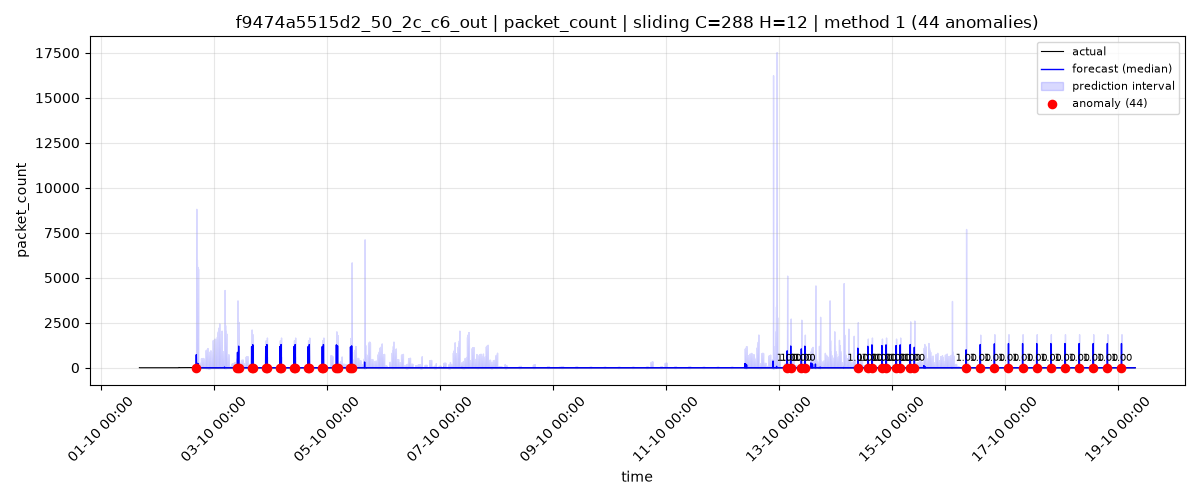 f9474a5515d2_50_2c_c6_out | packet_count | sliding C=288 H=12 | method 1 (44 anomalies)
actual
forecast (median)
prediction interval
anomaly (44)
packet_count
17500
15000
12500
10000
7500
5000
2500
0
01-10 00:00
03-10 00:00
05-10 00:00
07-10 00:00
09-10 00:00
11-10 00:00
13-10 00:00
15-10 00:00
17-10 00:00
19-10 00:00
time